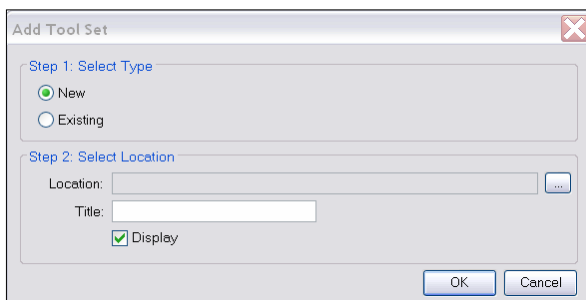 Add Tool Set
Step 1: Select Type
New
Existing
Step 2: Select Location
Location:
...
Title:
Display
OK Cancel